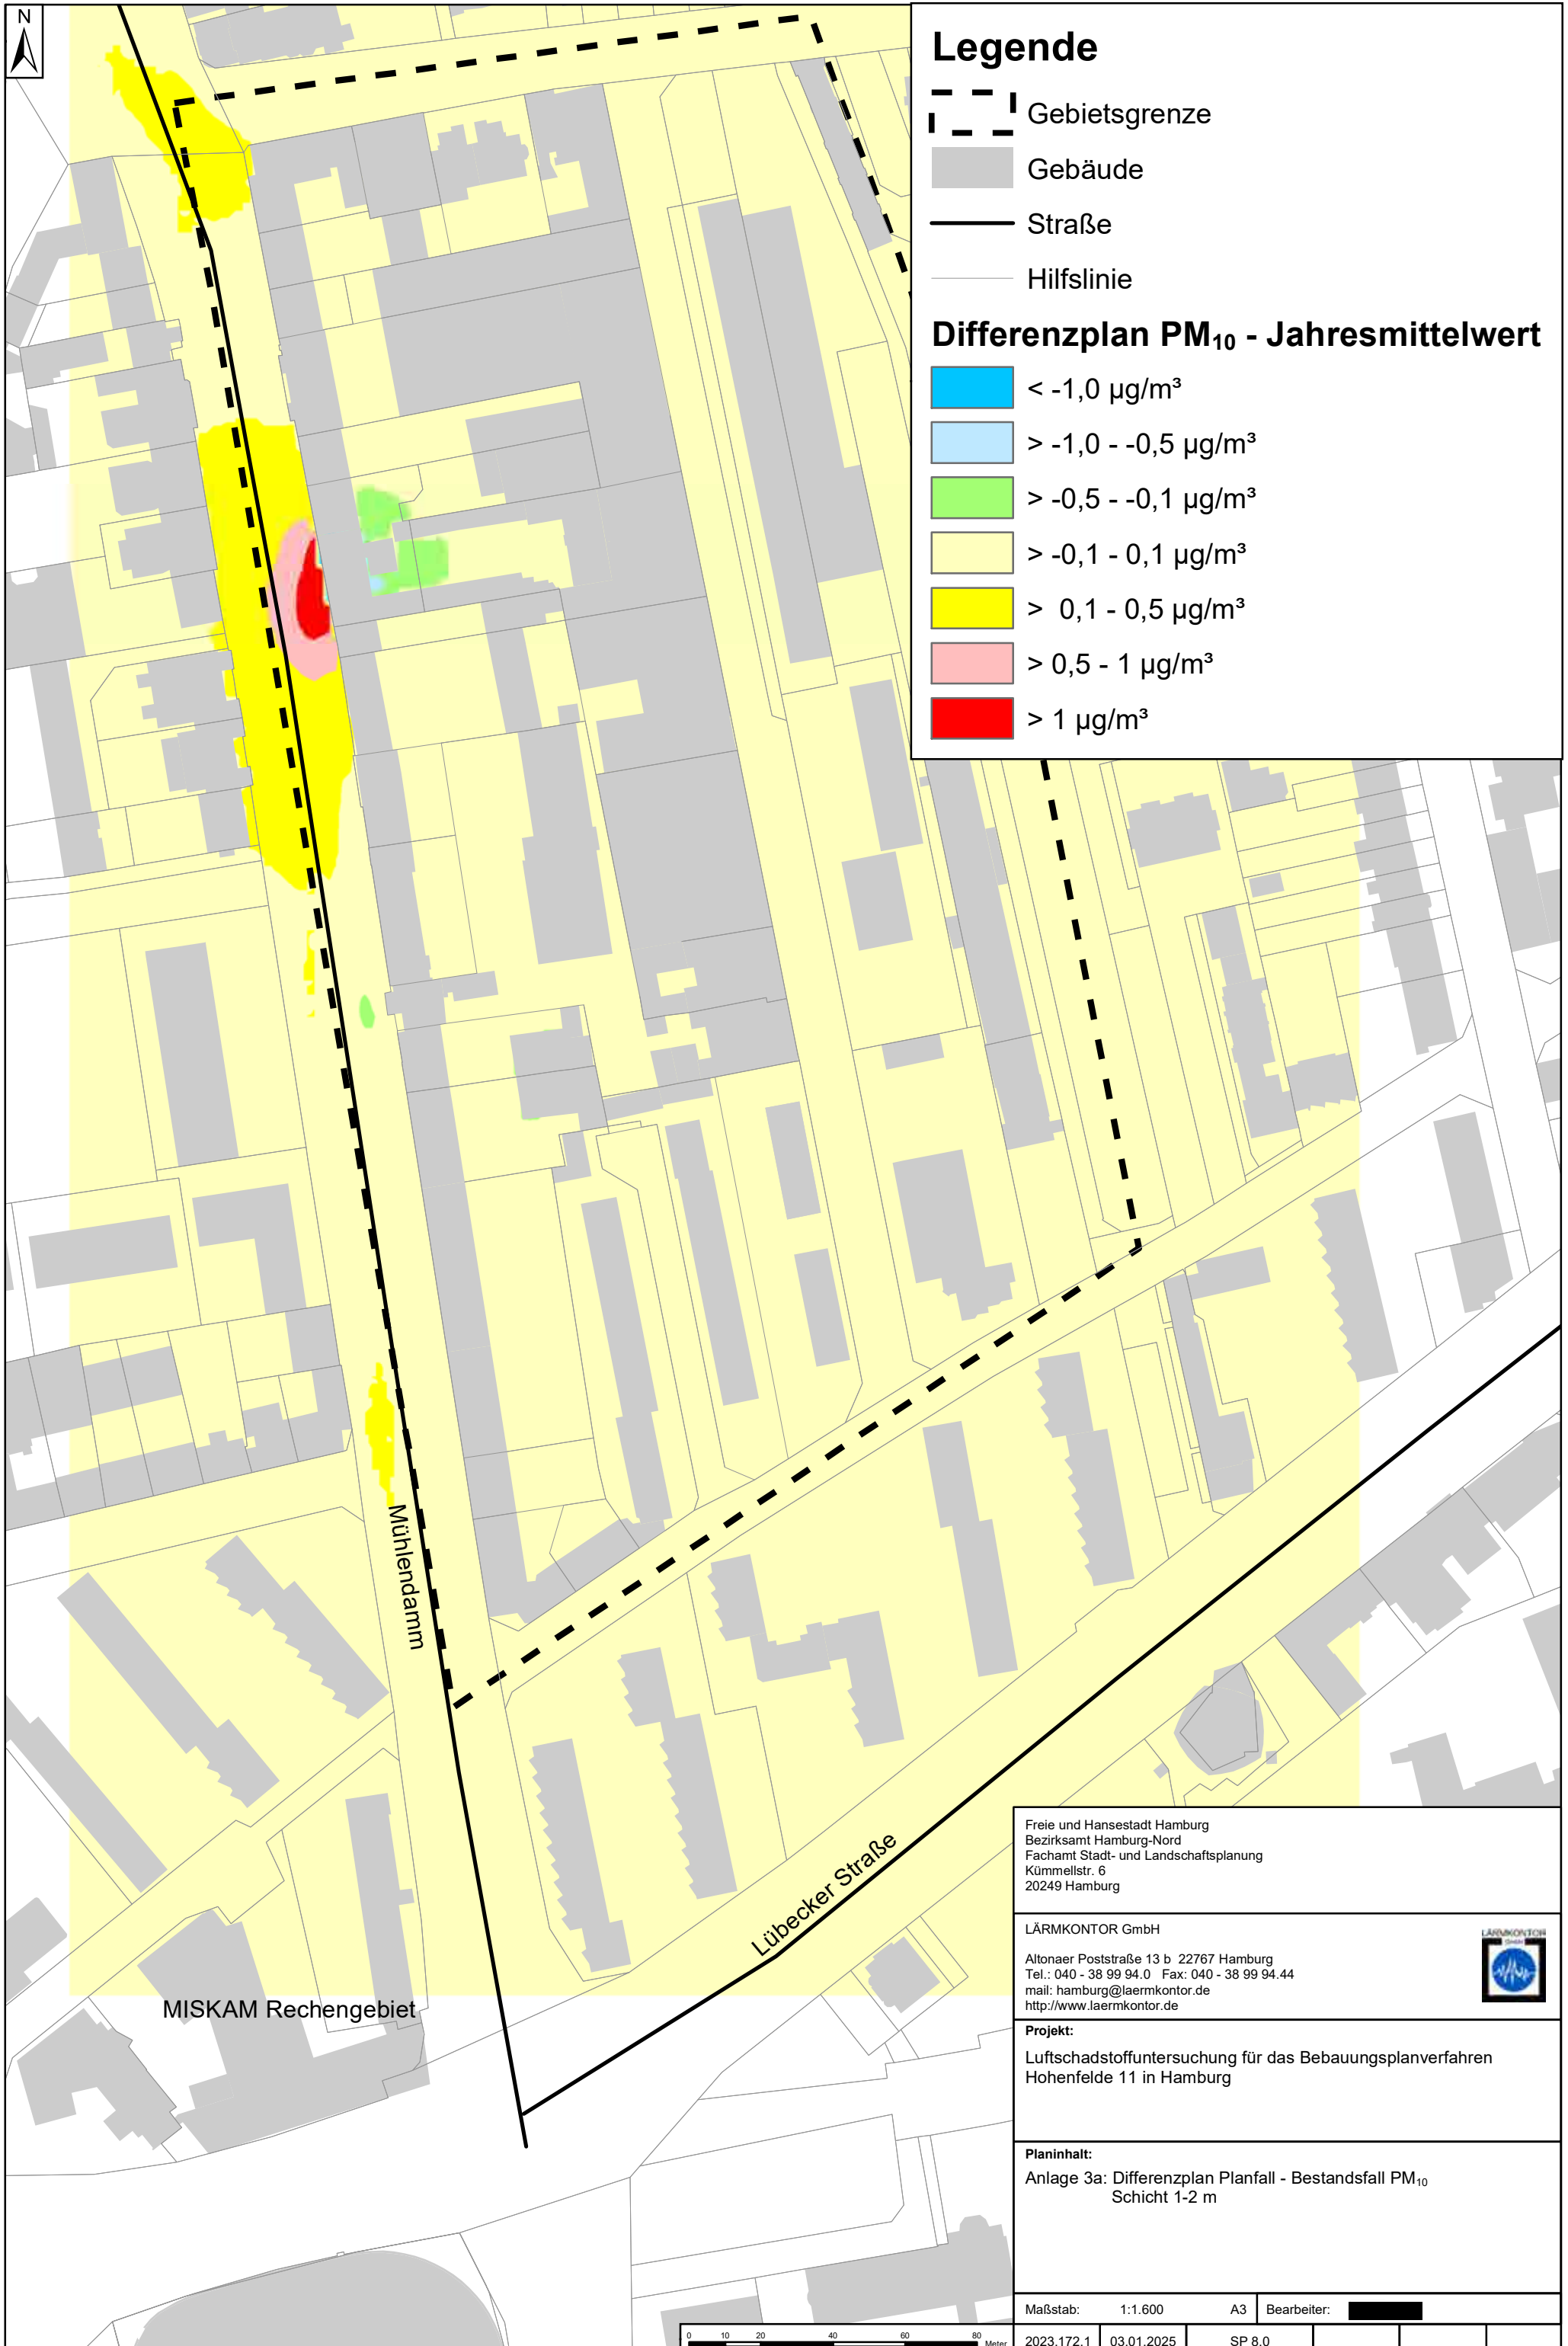 N
Legende
Gebietsgrenze
Gebäude
Straße
Hilfslinie
Differenzplan PM₁₀ - Jahresmittelwert
< -1,0 µg/m³
> -1,0 - -0,5 µg/m³
> -0,5 - -0,1 µg/m³
> -0,1 - 0,1 µg/m³
> 0,1 - 0,5 µg/m³
> 0,5 - 1 µg/m³
> 1 µg/m³
Mühlendamm
Lübecker Straße
MISKAM Rechengebiet
Freie und Hansestadt Hamburg
Bezirksamt Hamburg-Nord
Fachamt Stadt- und Landschaftsplanung
Kümmellstr. 6
20249 Hamburg
LÄRMKONTOR GmbH
Altonaer Poststraße 13 b 22767 Hamburg
Tel.: 040 - 38 99 94.0 Fax: 040 - 38 99 94.44
mail: hamburg@laermkontor.de
http://www.laermkontor.de
LÄRMKONTOR
GmbH
Projekt:
Luftschadstoffuntersuchung für das Bebauungsplanverfahren
Hohenfelde 11 in Hamburg
Planinhalt:
Anlage 3a: Differenzplan Planfall - Bestandsfall PM₁₀
Schicht 1-2 m
Maßstab: 1:1.600 A3 Bearbeiter:
0 10 20 40 60 80
Meter
2023.172.1 03.01.2025 SP 8.0